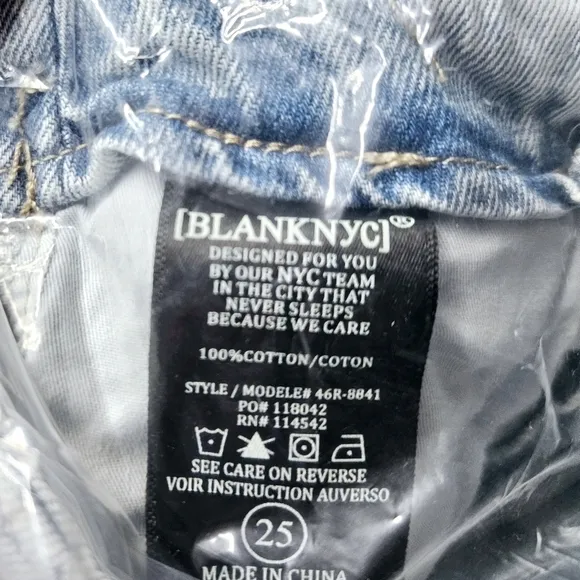 [BLANKNYC]®
DESIGNED FOR YOU
BY OUR NYC TEAM
IN THE CITY THAT
NEVER SLEEPS
BECAUSE WE CARE
100%COTTON/COTON
STYLE / MODELE# 46R-8841
PO# 118042
RN# 114542
SEE CARE ON REVERSE
VOIR INSTRUCTION AUVERSO
25
MADE IN CHINA